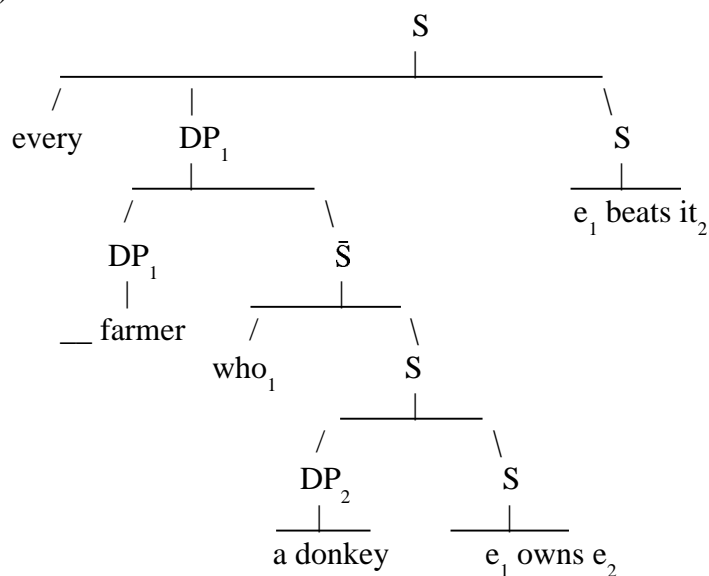 S
every DP₁ S
e₁ beats it₂
DP₁ S̄
__ farmer
who₁ S
DP₂ S
a donkey e₁ owns e₂